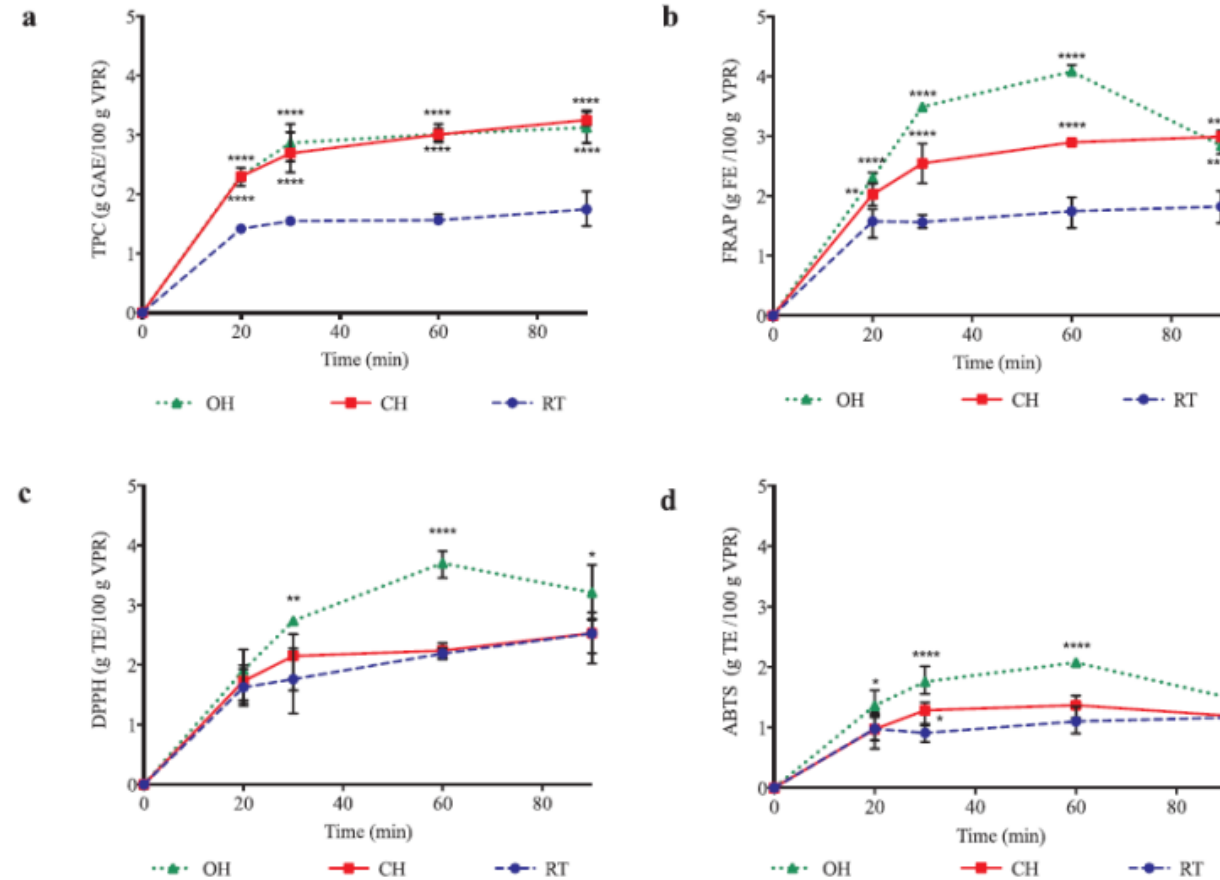 a
TPC (g GAE/100 g VPR)
5
4
3
2
1
0
****
****
****
****
****
****
****
****
0 20 40 60 80
Time (min)
OH CH RT
b
FRAP (g FE /100 g VPR)
5
4
3
2
1
0
****
****
****
****
****
**
0 20 40 60 80
Time (min)
OH CH RT
c
DPPH (g TE/100 g VPR)
5
4
3
2
1
0
****
**
*
0 20 40 60 80
Time (min)
OH CH RT
d
ABTS (g TE /100 g VPR)
5
4
3
2
1
0
****
****
*
*
0 20 40 60 80
Time (min)
OH CH RT